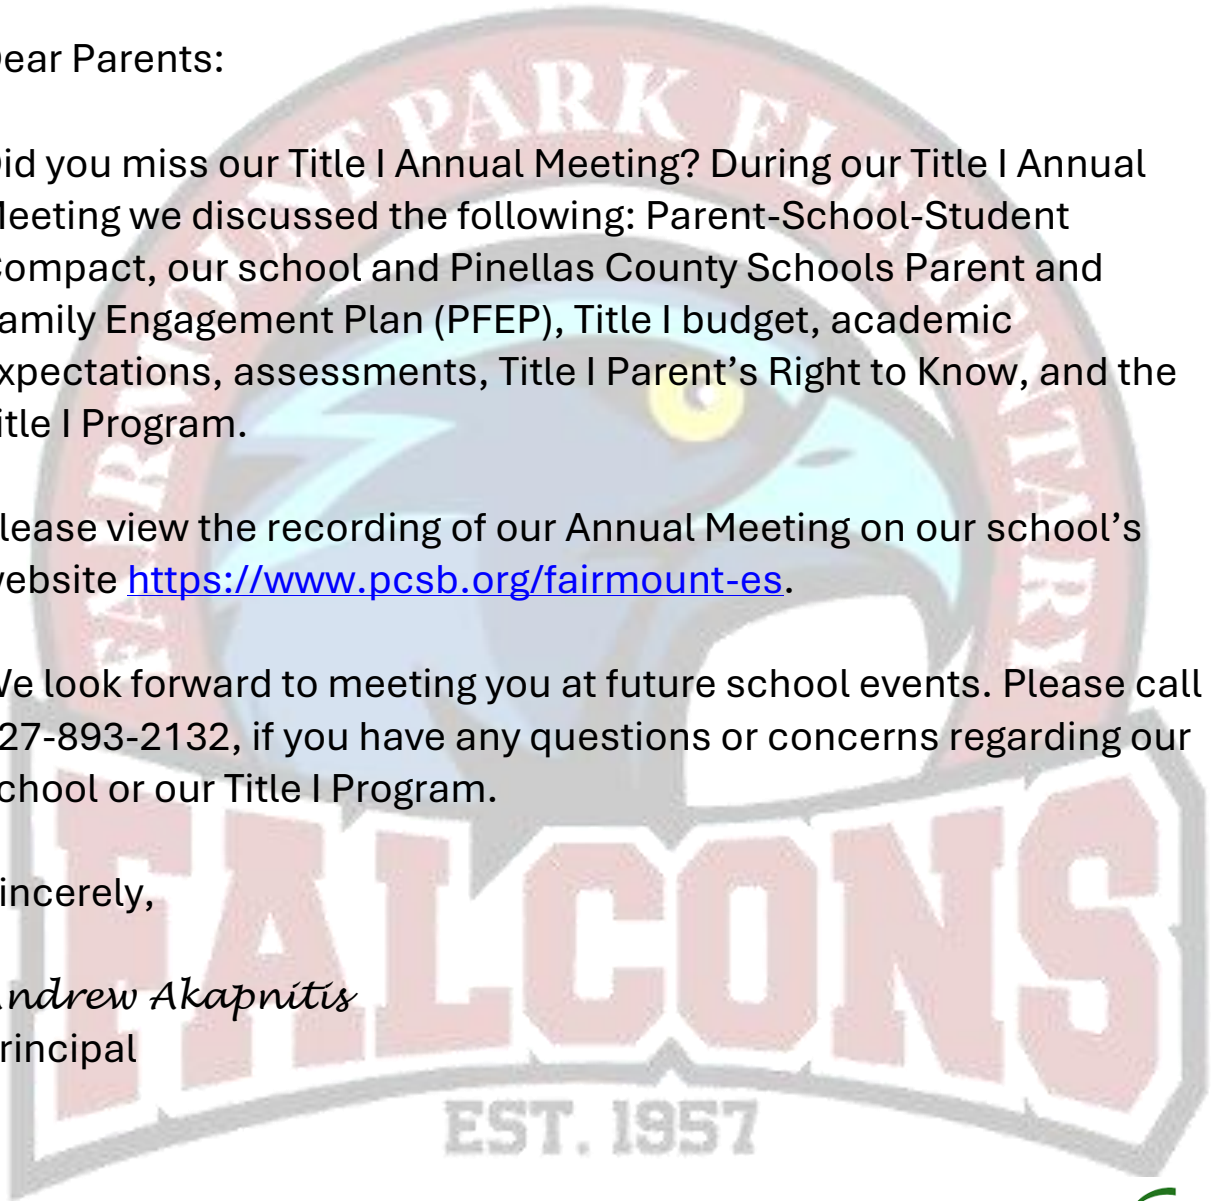 ear Parents:
id you miss our Title I Annual Meeting? During our Title I Annual
eeting we discussed the following: Parent-School-Student
ompact, our school and Pinellas County Schools Parent and
amily Engagement Plan (PFEP), Title I budget, academic
xpectations, assessments, Title I Parent’s Right to Know, and the
itle I Program.
lease view the recording of our Annual Meeting on our school’s
ebsite https://www.pcsb.org/fairmount-es.
e look forward to meeting you at future school events. Please call
27-893-2132, if you have any questions or concerns regarding our
chool or our Title I Program.
incerely,
ndrew Akapnitis
rincipal
FAIRMOUNT PARK ELEMENTARY
FALCONS
EST. 1957